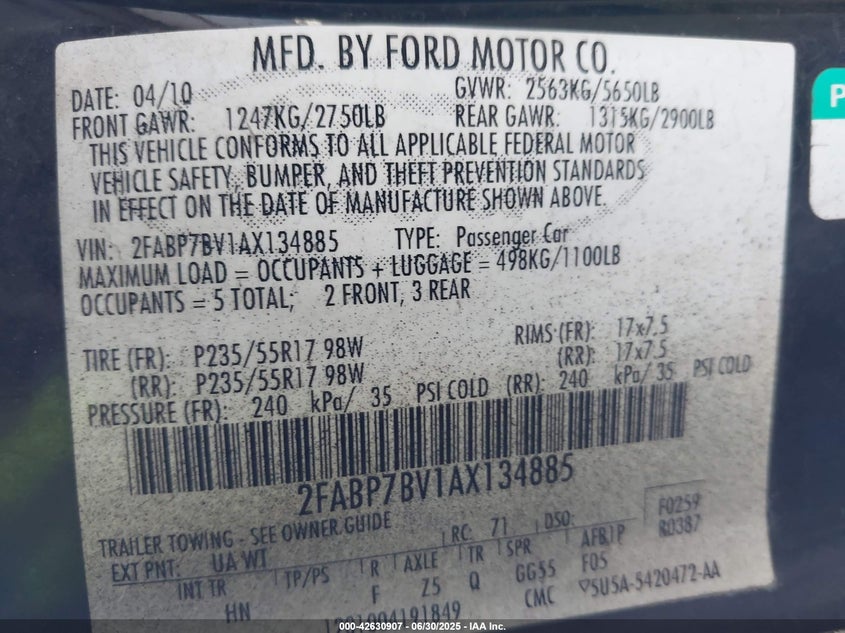 MFD. BY FORD MOTOR CO.
DATE: 04/10 GVWR: 2563KG/5650LB
FRONT GAWR: 1247KG/2750LB REAR GAWR: 1315KG/2900LB
THIS VEHICLE CONFORMS TO ALL APPLICABLE FEDERAL MOTOR
VEHICLE SAFETY, BUMPER, AND THEFT PREVENTION STANDARDS
IN EFFECT ON THE DATE OF MANUFACTURE SHOWN ABOVE.
VIN: 2FABP7BV1AX134885 TYPE: Passenger Car
MAXIMUM LOAD = OCCUPANTS + LUGGAGE = 498KG/1100LB
OCCUPANTS = 5 TOTAL; 2 FRONT, 3 REAR
TIRE (FR): P235/55R17 98W RIMS (FR): 17x7.5
(RR): P235/55R17 98W (RR): 17x7.5
PRESSURE (FR): 240 kPa/ 35 PSI COLD (RR): 240 kPa/ 35 PSI COLD
2FABP7BV1AX134885
TRAILER TOWING - SEE OWNER GUIDE
F0259
R0387
EXT PNT: UA WT RC: 71 DSO:
INT TR TP/PS R AXLE TR SPR AFB1P
HN F Z5 Q GG55 F05
CMC 5U5A-5420472-AA
P
000-42630907 - 06/30/2025 - IAA Inc.